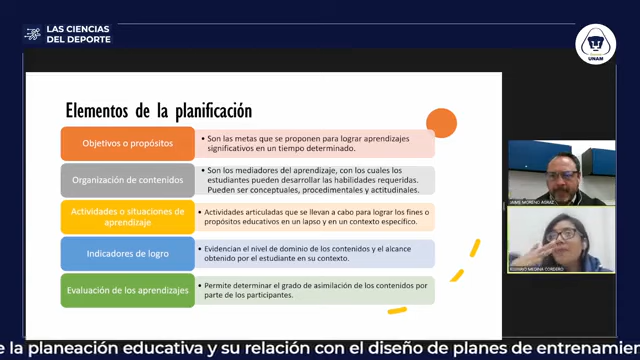 LAS CIENCIAS
DEL DEPORTE
UNAM
Elementos de la planificación
Objetivos o propósitos
• Son las metas que se proponen para lograr aprendizajes
significativos en un tiempo determinado.
Organización de contenidos
• Son los mediadores del aprendizaje, con los cuales los
estudiantes pueden desarrollar las habilidades requeridas.
Pueden ser conceptuales, procedimentales y actitudinales.
Actividades o situaciones de
aprendizaje
• Actividades articuladas que se llevan a cabo para lograr los fines o
propósitos educativos en un lapso y en un contexto específico.
Indicadores de logro
• Evidencian el nivel de dominio de los contenidos y el alcance
obtenido por el estudiante en su contexto.
Evaluación de los aprendizajes
• Permite determinar el grado de asimilación de los contenidos por
parte de los participantes.
JAIME MORENO
MEDINA CORDERO
e la planeación educativa y su relación con el diseño de planes de entrenamien